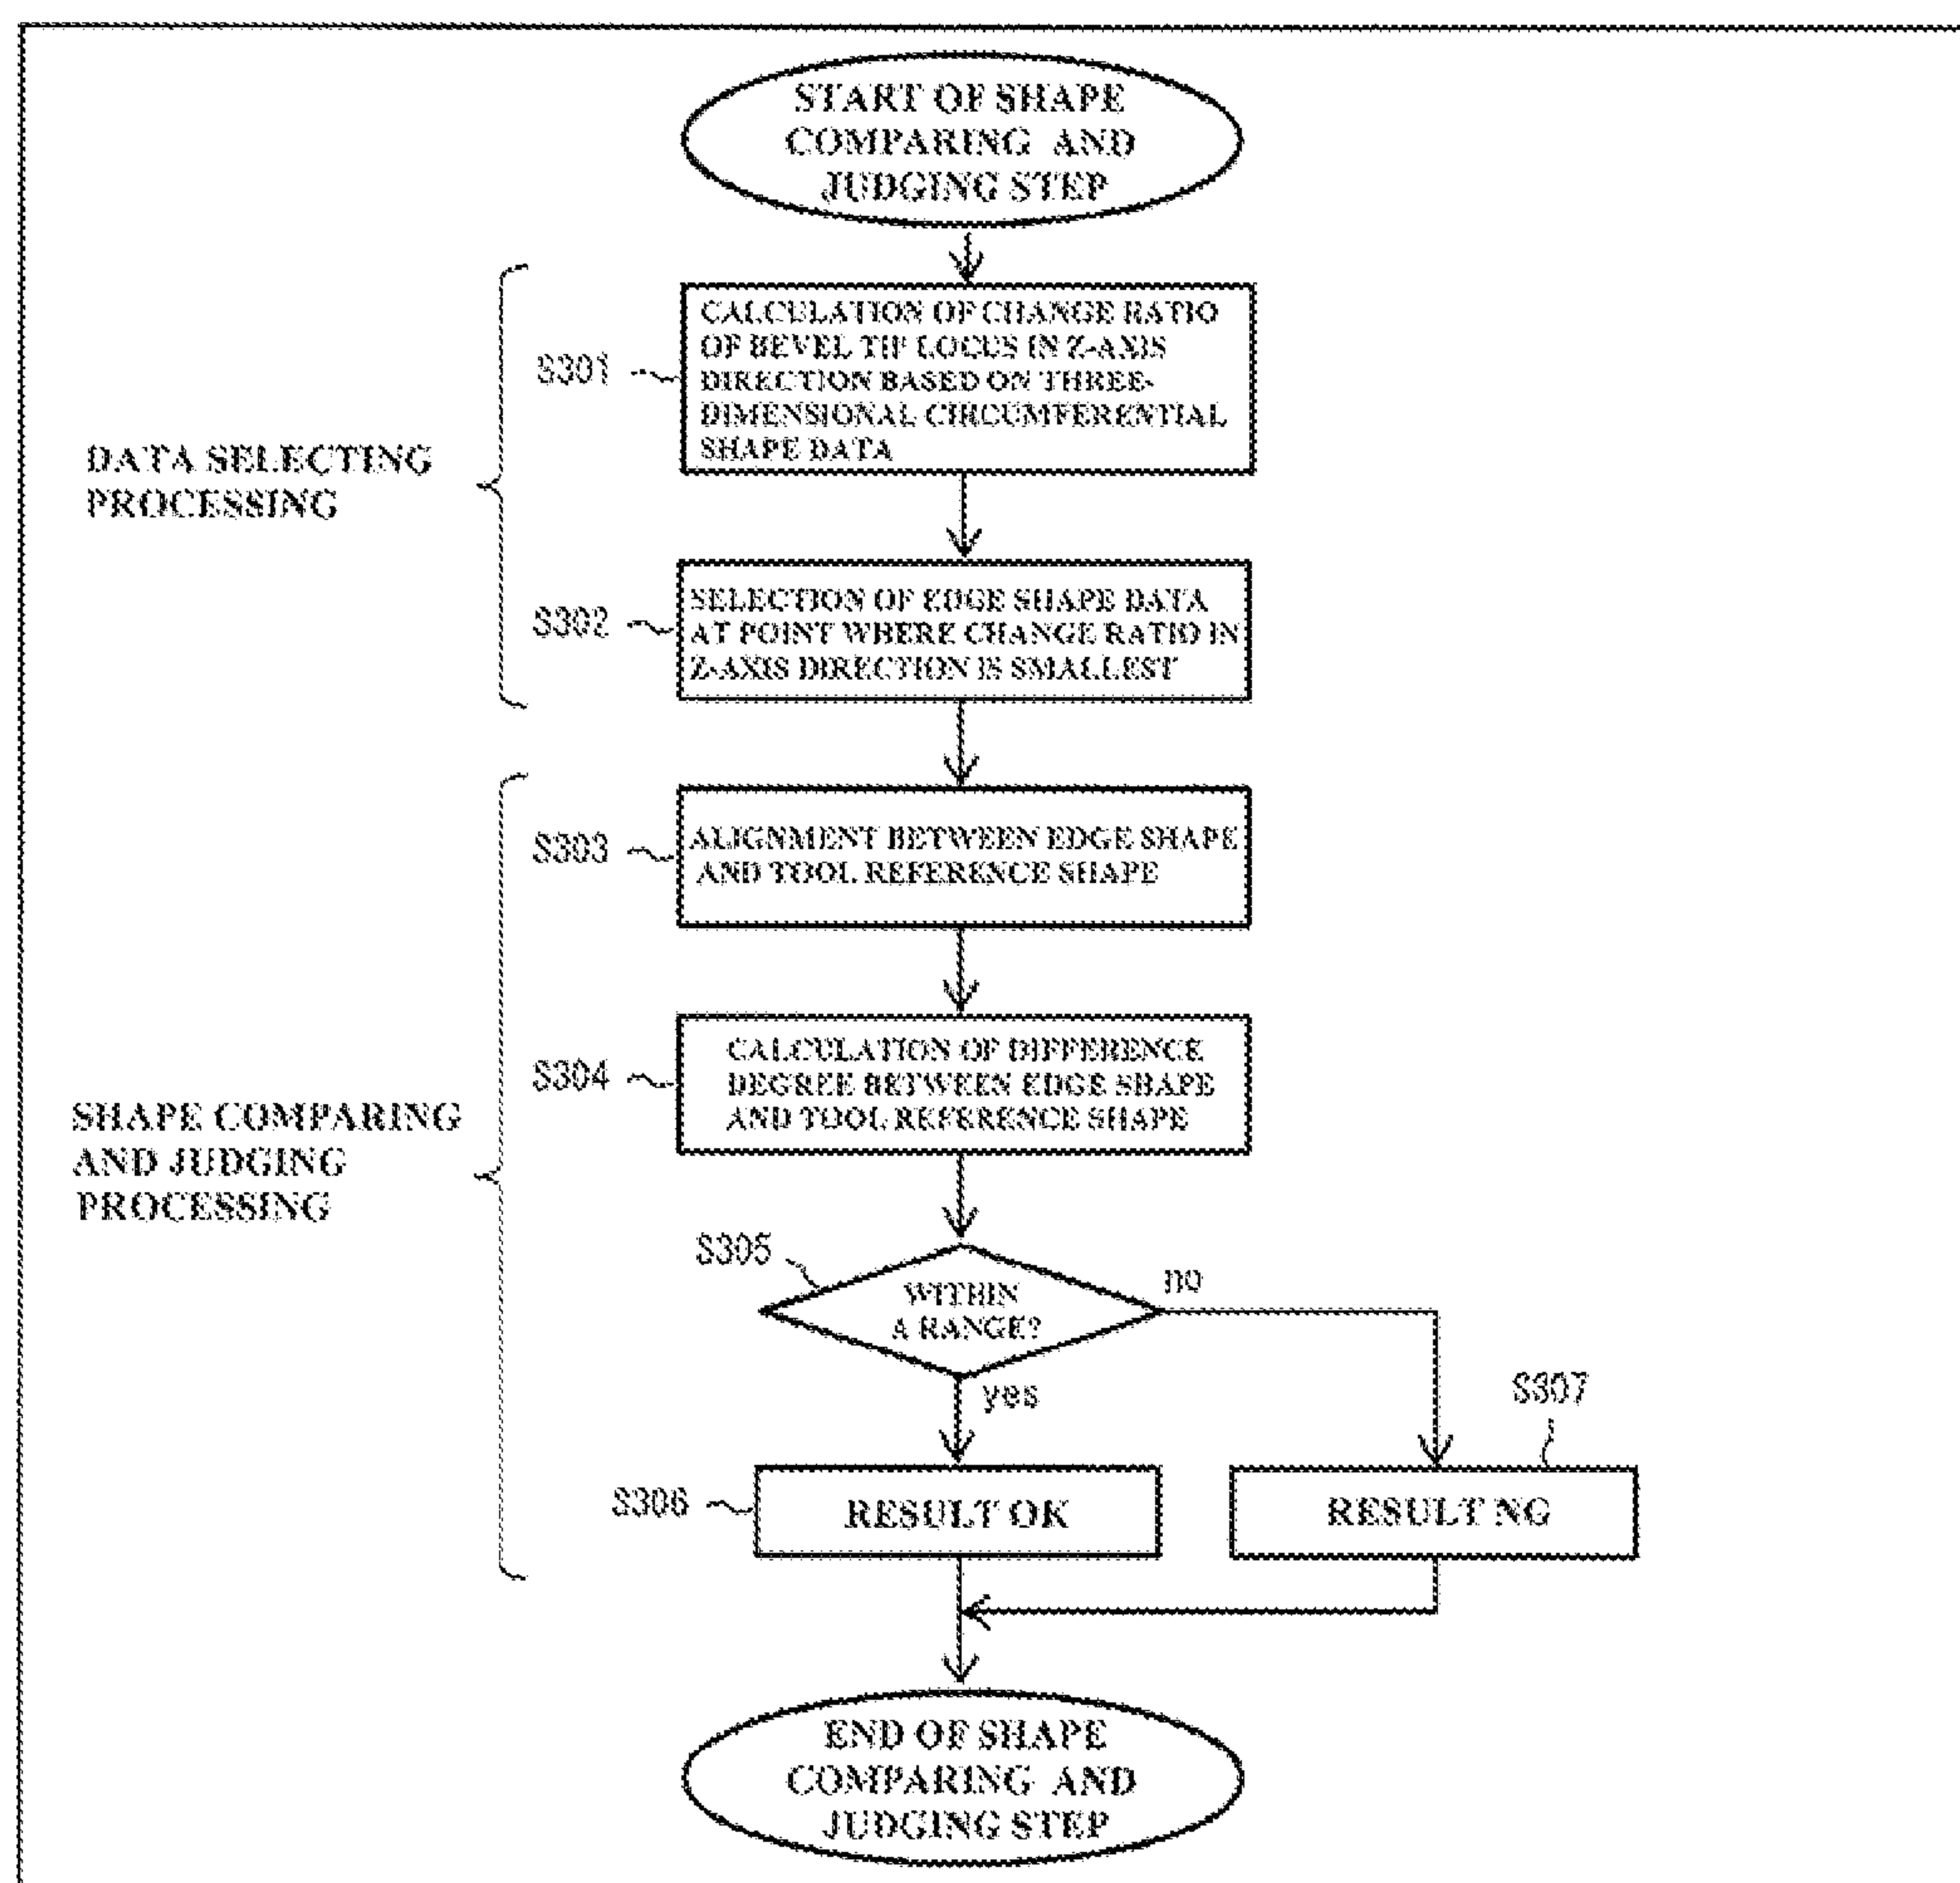 START OF SHAPE
COMPARING AND
JUDGING STEP
DATA SELECTING
PROCESSING
S301
CALCULATION OF CHANGE RATIO
OF BEVEL TIP LOCUS IN Z-AXIS
DIRECTION BASED ON THREE-
DIMENSIONAL CIRCUMFERENTIAL
SHAPE DATA
S302
SELECTION OF EDGE SHAPE DATA
AT POINT WHERE CHANGE RATIO IN
Z-AXIS DIRECTION IS SMALLEST
SHAPE COMPARING
AND JUDGING
PROCESSING
S303
ALIGNMENT BETWEEN EDGE SHAPE
AND TOOL REFERENCE SHAPE
S304
CALCULATION OF DIFFERENCE
DEGREE BETWEEN EDGE SHAPE
AND TOOL REFERENCE SHAPE
S305
WITHIN
A RANGE?
no
yes
S306
RESULT OK
S307
RESULT NG
END OF SHAPE
COMPARING AND
JUDGING STEP